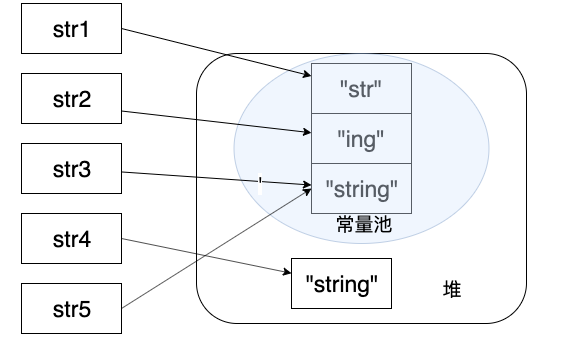 str1
str2
str3
str4
str5
"str"
"ing"
"string"
常量池
"string"
堆